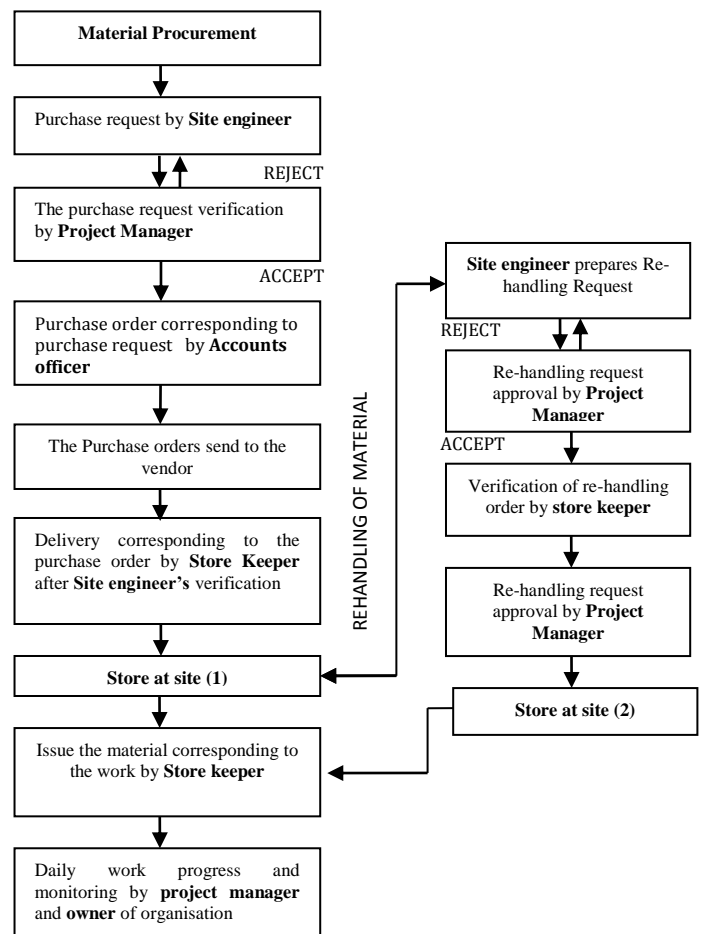 Material Procurement
Purchase request by Site engineer
REJECT
The purchase request verification
by Project Manager
ACCEPT
Purchase order corresponding to
purchase request by Accounts
officer
The Purchase orders send to the
vendor
Delivery corresponding to the
purchase order by Store Keeper
after Site engineer's verification
Store at site (1)
Issue the material corresponding to
the work by Store keeper
Daily work progress and
monitoring by project manager
and owner of organisation
REHANDLING OF MATERIAL
Site engineer prepares Re-
handling Request
REJECT
Re-handling request
approval by Project
Manager
ACCEPT
Verification of re-handling
order by store keeper
Re-handling request
approval by Project
Manager
Store at site (2)